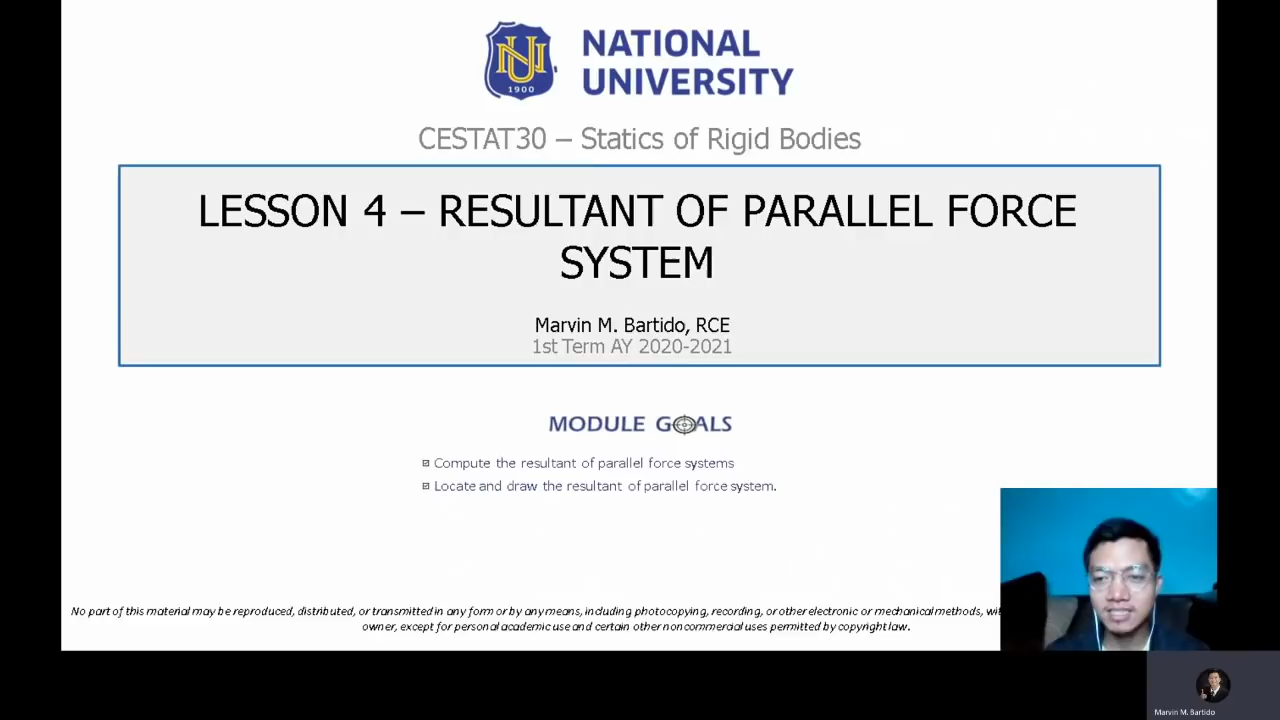 NATIONAL
UNIVERSITY
1900
CESTAT30 – Statics of Rigid Bodies
LESSON 4 – RESULTANT OF PARALLEL FORCE
SYSTEM
Marvin M. Bartido, RCE
1st Term AY 2020-2021
MODULE GOALS
Compute the resultant of parallel force systems
Locate and draw the resultant of parallel force system.
No part of this material may be reproduced, distributed, or transmitted in any form or by any means, including photocopying, recording, or other electronic or mechanical methods,
owner, except for personal academic use and certain other noncommercial uses permitted by copyright law.
Marvin M. Bartido